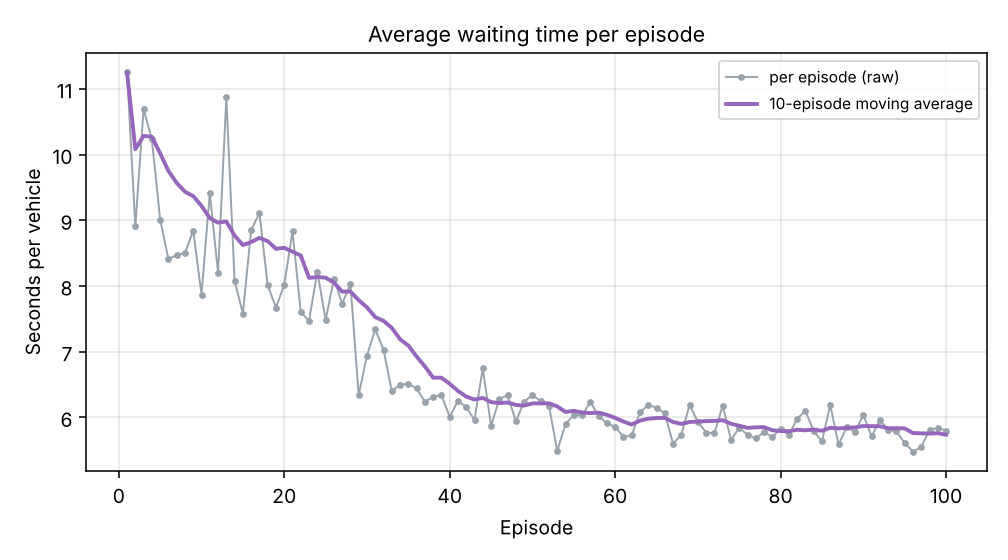 Average waiting time per episode
per episode (raw)
10-episode moving average
Seconds per vehicle
11
10
9
8
7
6
0 20 40 60 80 100
Episode